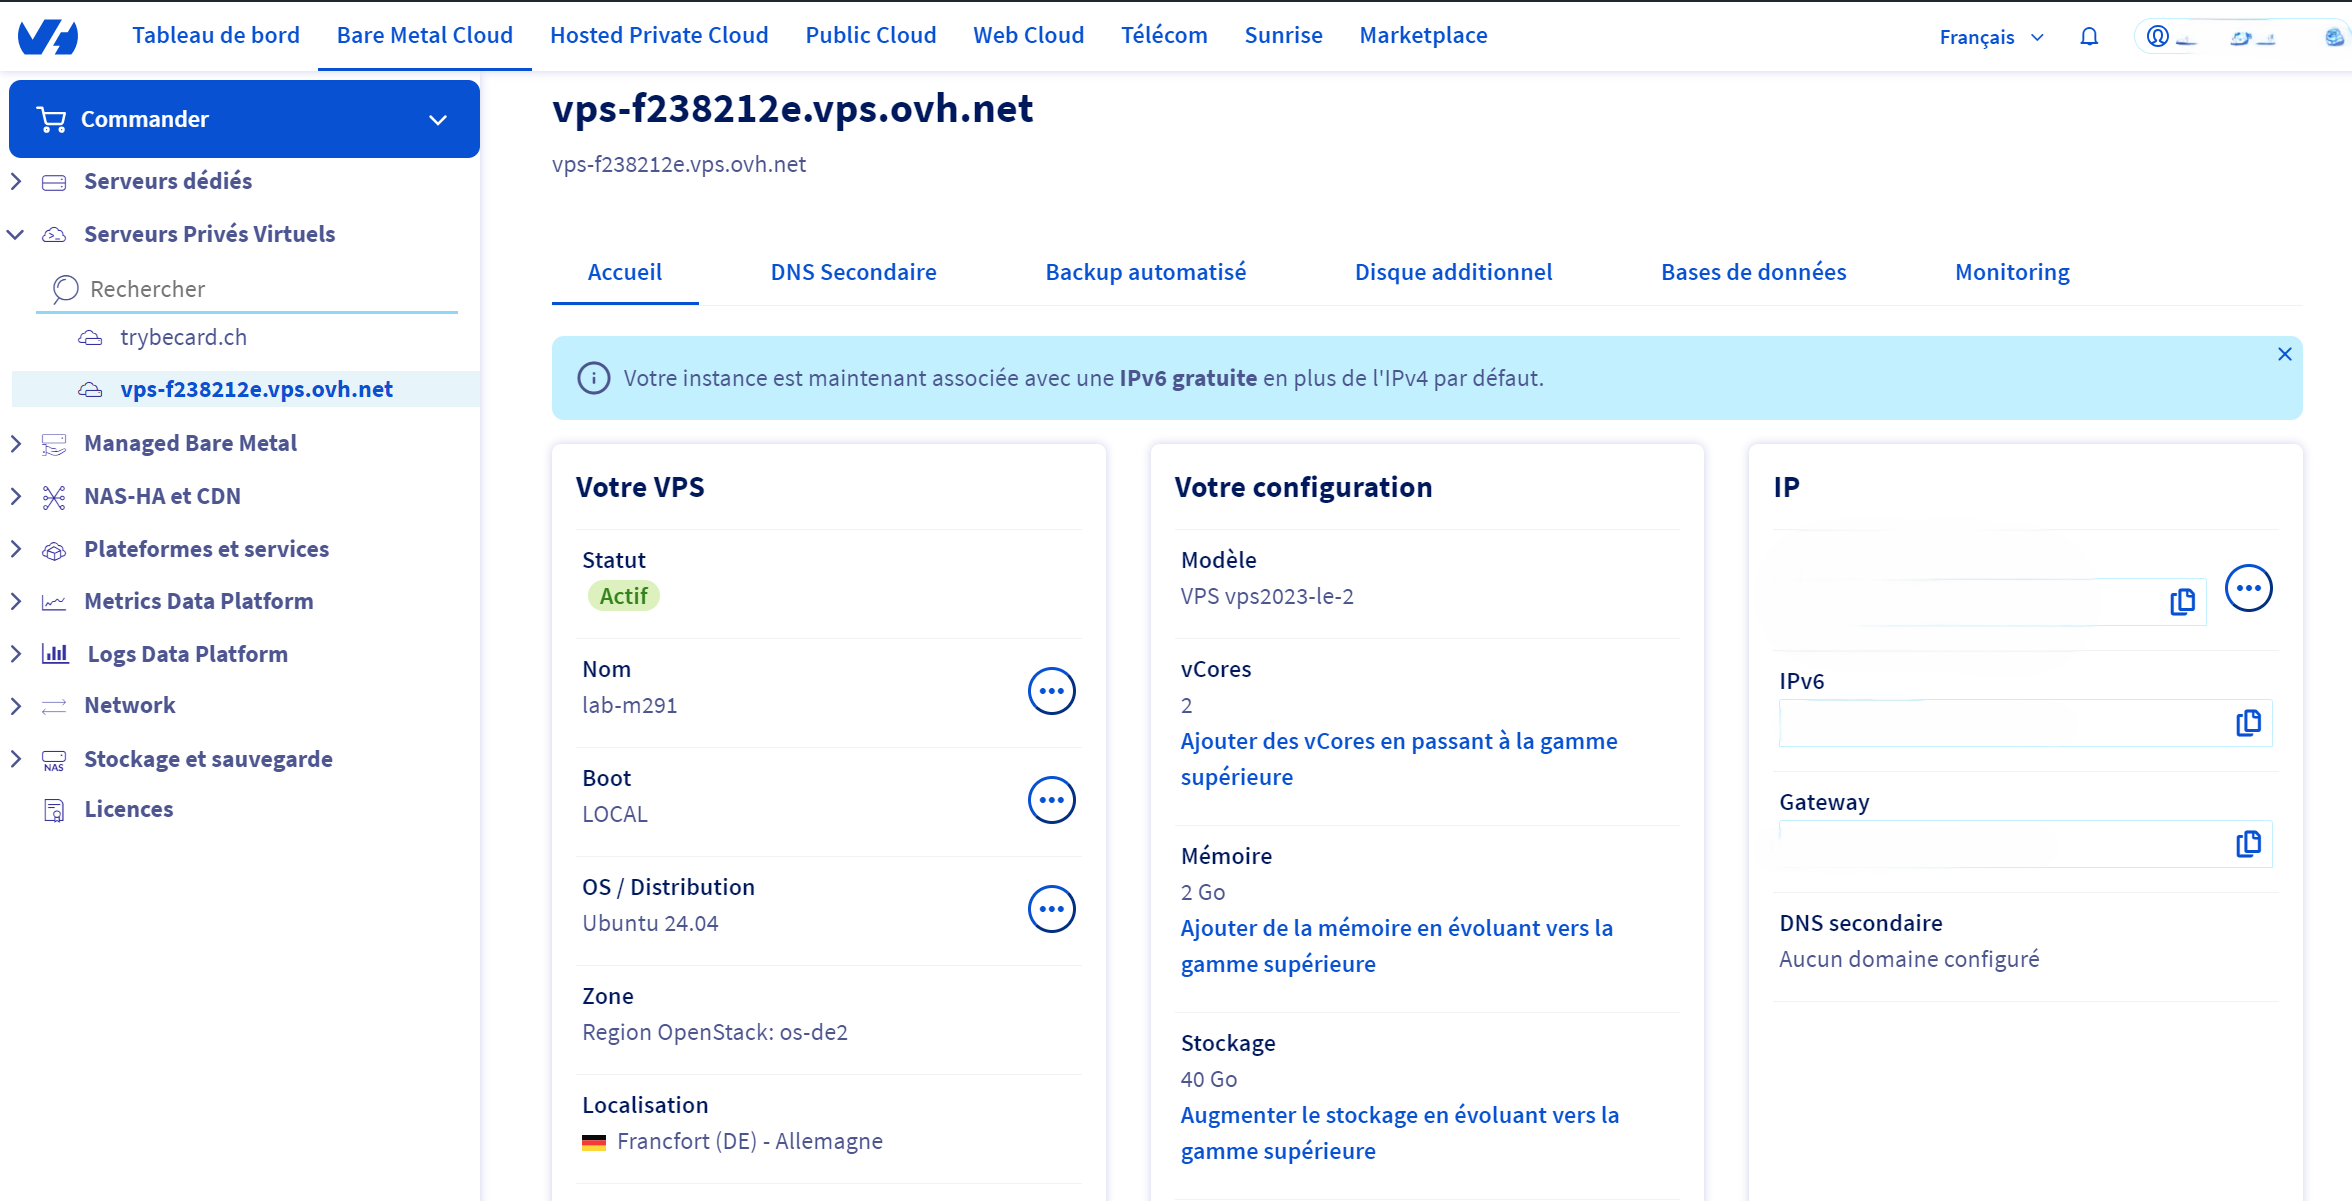 Tableau de bord
Bare Metal Cloud
Hosted Private Cloud
Public Cloud
Web Cloud
Télécom
Sunrise
Marketplace
Français
Commander
Serveurs dédiés
Serveurs Privés Virtuels
Rechercher
trybecard.ch
vps-f238212e.vps.ovh.net
Managed Bare Metal
NAS-HA et CDN
Plateformes et services
Metrics Data Platform
Logs Data Platform
Network
NAS
Stockage et sauvegarde
Licences
vps-f238212e.vps.ovh.net
vps-f238212e.vps.ovh.net
Accueil
DNS Secondaire
Backup automatisé
Disque additionnel
Bases de données
Monitoring
Votre instance est maintenant associée avec une IPv6 gratuite en plus de l'IPv4 par défaut.
Votre VPS
Statut
Actif
Nom
lab-m291
Boot
LOCAL
OS / Distribution
Ubuntu 24.04
Zone
Region OpenStack: os-de2
Localisation
Francfort (DE) - Allemagne
Votre configuration
Modèle
VPS vps2023-le-2
vCores
2
Ajouter des vCores en passant à la gamme
supérieure
Mémoire
2 Go
Ajouter de la mémoire en évoluant vers la
gamme supérieure
Stockage
40 Go
Augmenter le stockage en évoluant vers la
gamme supérieure
IP
IPv6
Gateway
DNS secondaire
Aucun domaine configuré